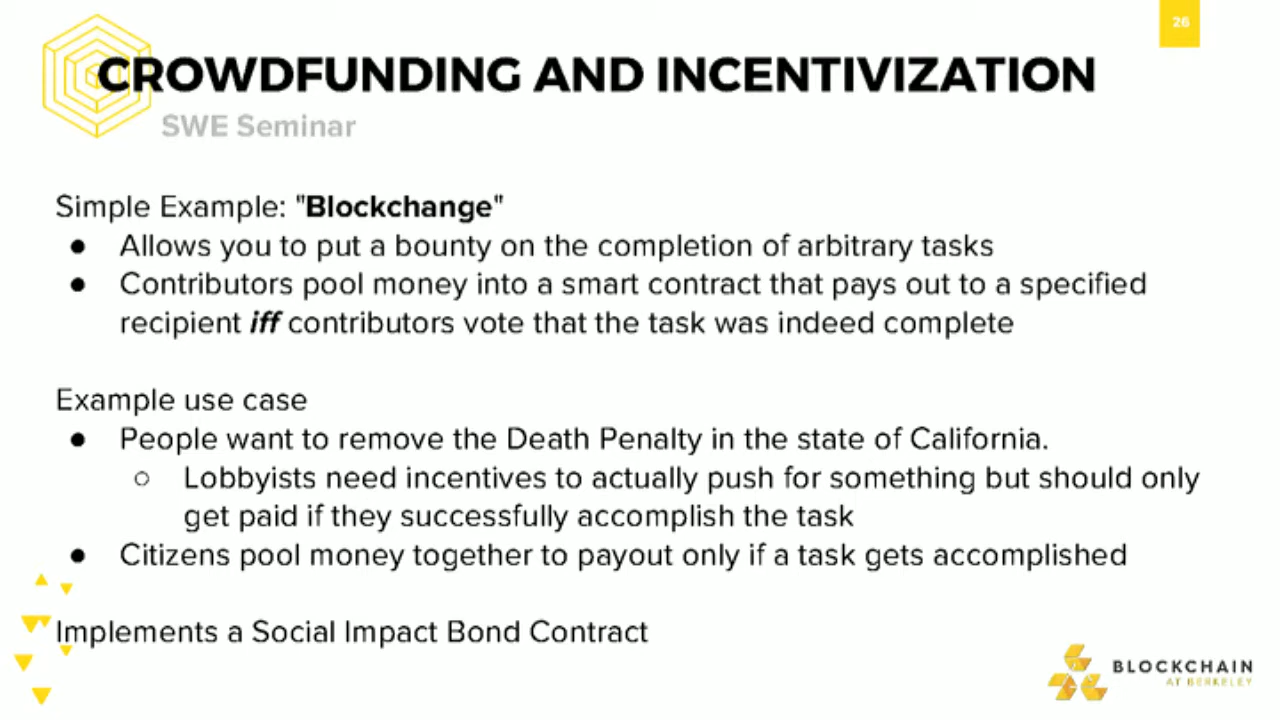 26
CROWDFUNDING AND INCENTIVIZATION
SWE Seminar
Simple Example: "Blockchange"
● Allows you to put a bounty on the completion of arbitrary tasks
● Contributors pool money into a smart contract that pays out to a specified
recipient iff contributors vote that the task was indeed complete
Example use case
● People want to remove the Death Penalty in the state of California.
○ Lobbyists need incentives to actually push for something but should only
get paid if they successfully accomplish the task
● Citizens pool money together to payout only if a task gets accomplished
Implements a Social Impact Bond Contract
BLOCKCHAIN
AT BERKELEY